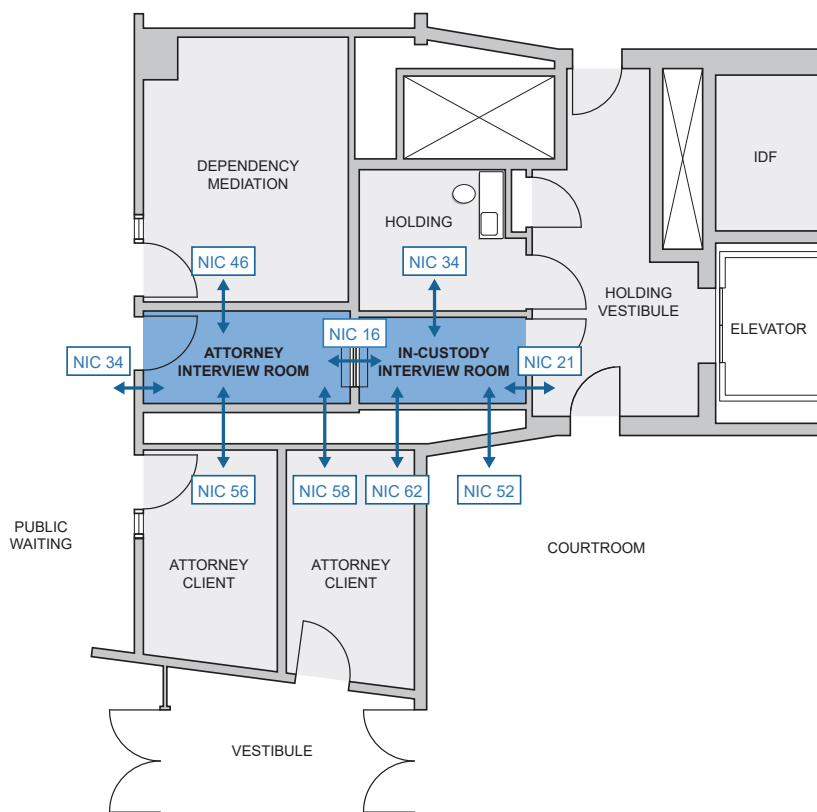 DEPENDENCY
MEDIATION
IDF
HOLDING
NIC 46
NIC 34
HOLDING
VESTIBULE
ELEVATOR
NIC 16
NIC 34
ATTORNEY
INTERVIEW ROOM
IN-CUSTODY
INTERVIEW ROOM
NIC 21
NIC 56
NIC 58
NIC 62
NIC 52
PUBLIC
WAITING
COURTROOM
ATTORNEY
CLIENT
ATTORNEY
CLIENT
VESTIBULE